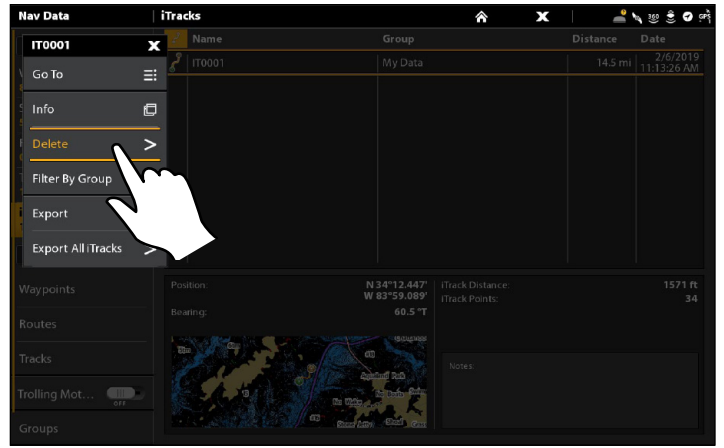 Nav Data
iTracks
X
360
GPS
IT0001 X
Go To
Info
Delete >
Filter By Group
Export
Export All iTracks >
Waypoints
Routes
Tracks
Trolling Mot...
OFF
Groups
Name Group Distance Date
IT0001 My Data 14.5 mi 2/6/2019
11:13:26 AM
Position: N 34°12.447'
W 83°59.089'
Bearing: 60.5 °T
iTrack Distance: 1571 ft
iTrack Points: 34
Notes: